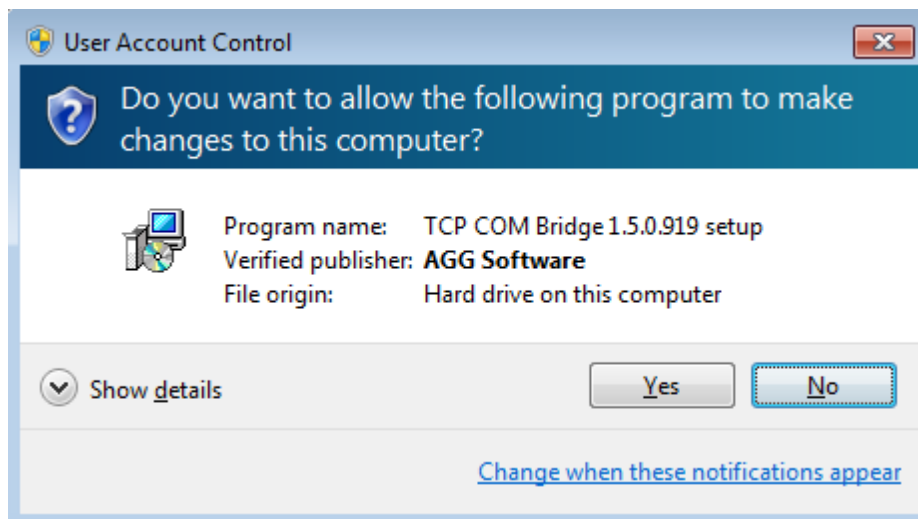 User Account Control
Do you want to allow the following program to make
changes to this computer?
Program name: TCP COM Bridge 1.5.0.919 setup
Verified publisher: AGG Software
File origin: Hard drive on this computer
Show details
Yes
No
Change when these notifications appear